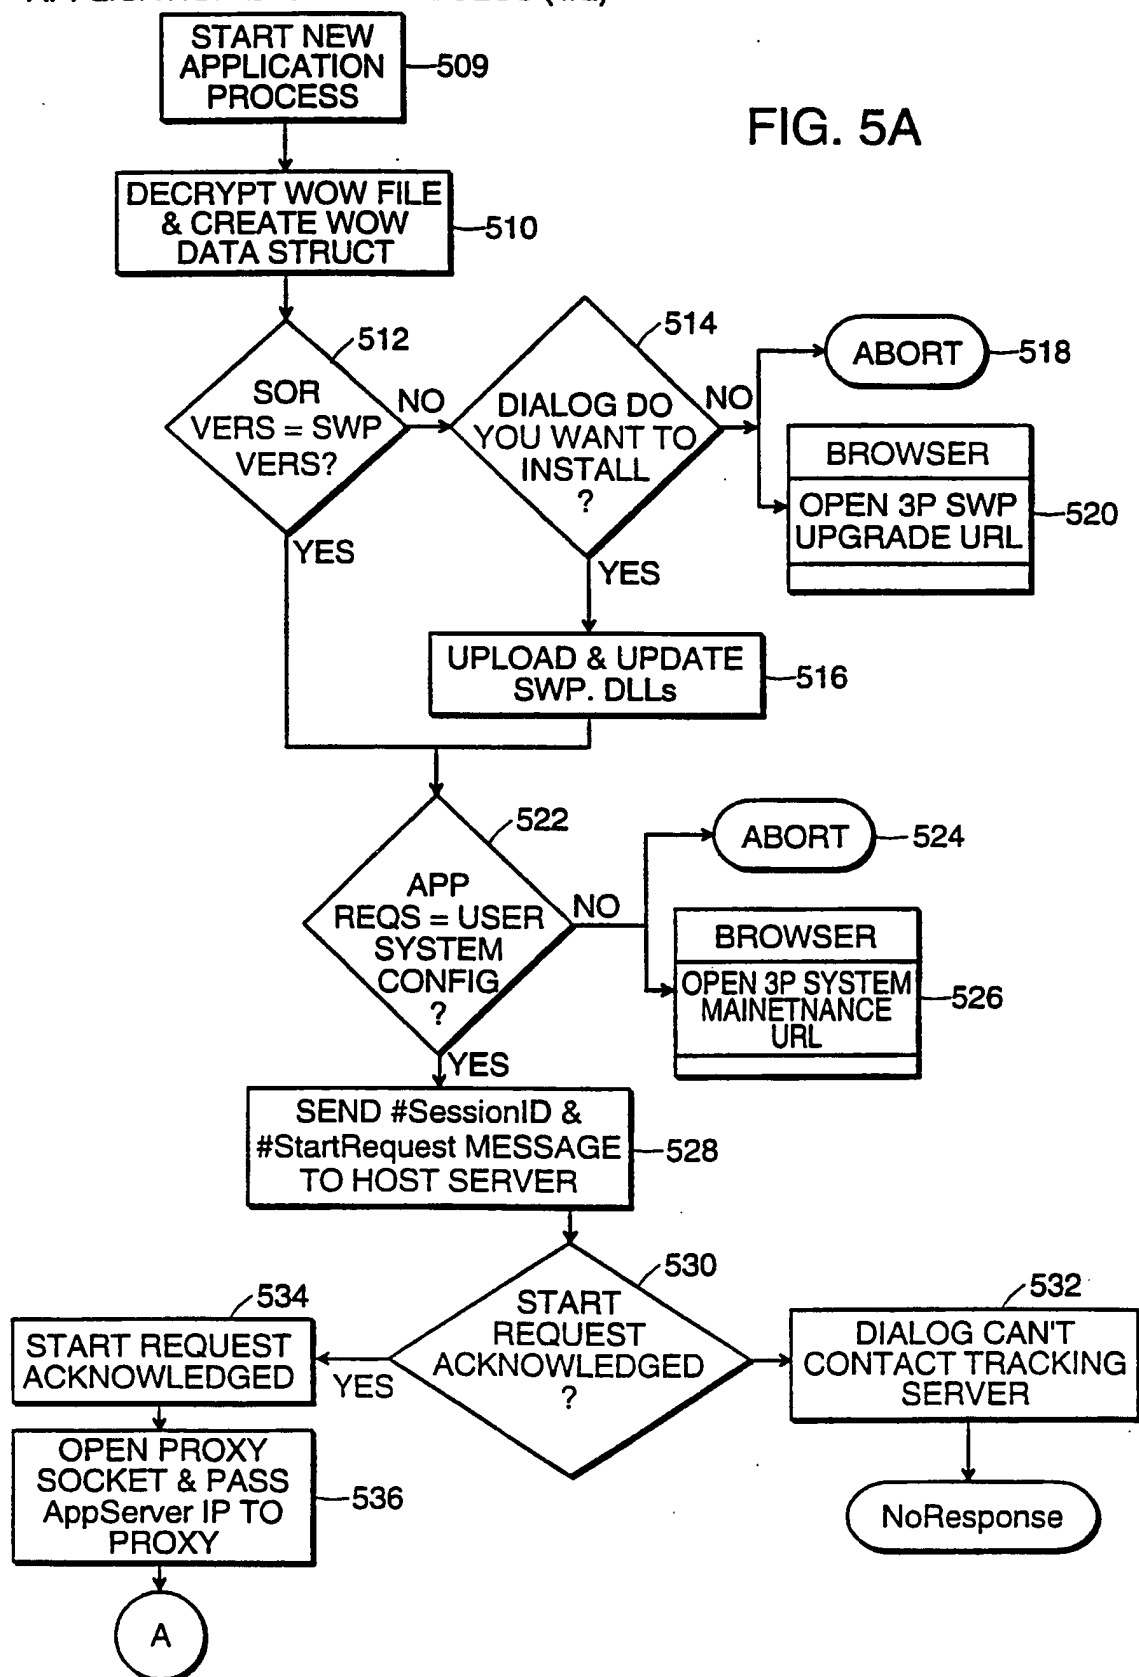 START NEW
APPLICATION
PROCESS
509
FIG. 5A
DECRYPT WOW FILE
& CREATE WOW
DATA STRUCT
510
512
SOR
VERS = SWP
VERS?
NO
YES
514
DIALOG DO
YOU WANT TO
INSTALL
?
NO
YES
ABORT
518
BROWSER
OPEN 3P SWP
UPGRADE URL
520
UPLOAD & UPDATE
SWP. DLLs
516
522
APP
REQS = USER
SYSTEM
CONFIG
?
NO
YES
ABORT
524
BROWSER
OPEN 3P SYSTEM
MAINETNANCE
URL
526
SEND #SessionID &
#StartRequest MESSAGE
TO HOST SERVER
528
530
START
REQUEST
ACKNOWLEDGED
?
YES
532
DIALOG CAN'T
CONTACT TRACKING
SERVER
NoResponse
534
START REQUEST
ACKNOWLEDGED
OPEN PROXY
SOCKET & PASS
AppServer IP TO
PROXY
536
A